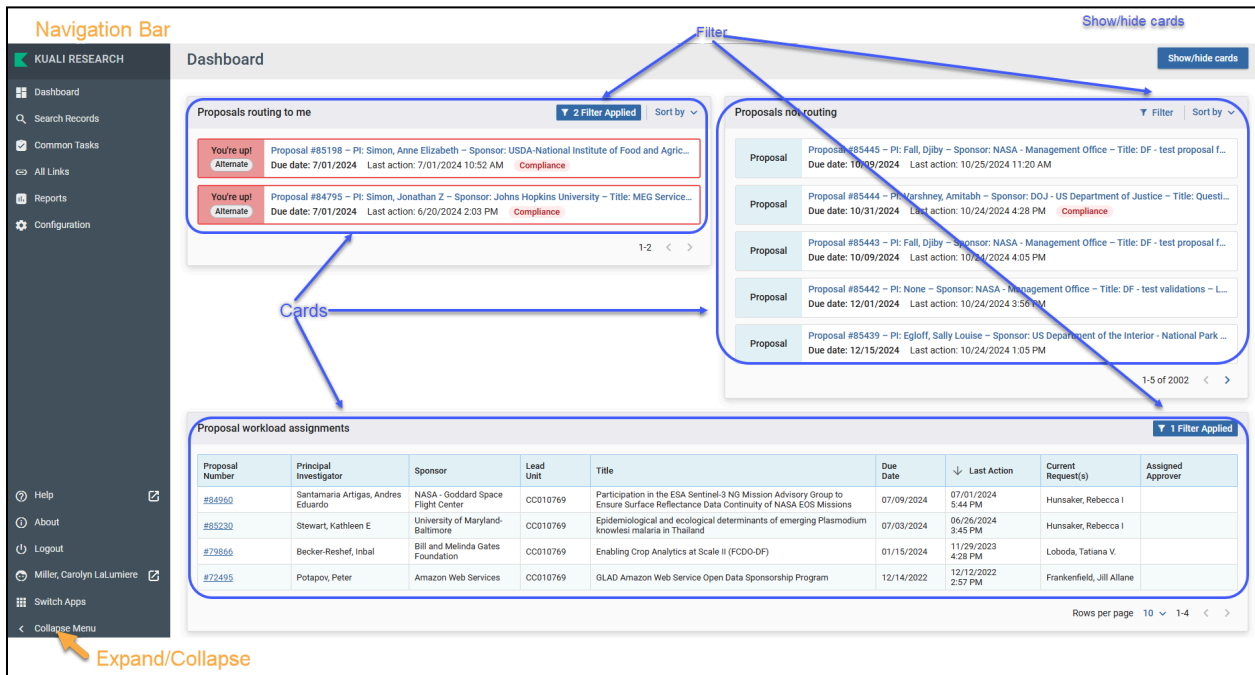 Navigation Bar
Filter
Show/hide cards
KUALI RESEARCH
Dashboard
Search Records
Common Tasks
All Links
Reports
Configuration
Help
About
Logout
Miller, Carolyn LaLumiere
Switch Apps
Collapse Menu
Expand/Collapse
Dashboard
Show/hide cards
Proposals routing to me
2 Filter Applied
Sort by
You're up!
Alternate
Proposal #85198 – PI: Simon, Anne Elizabeth – Sponsor: USDA-National Institute of Food and Agric...
Due date: 7/01/2024 Last action: 7/01/2024 10:52 AM Compliance
You're up!
Alternate
Proposal #84795 – PI: Simon, Jonathan Z – Sponsor: Johns Hopkins University – Title: MEG Service...
Due date: 7/01/2024 Last action: 6/20/2024 2:03 PM Compliance
1-2
Cards
Proposals not routing
Filter
Sort by
Proposal
Proposal #85445 – PI: Fall, Djiby – Sponsor: NASA - Management Office – Title: DF - test proposal f...
Due date: 10/09/2024 Last action: 10/25/2024 11:20 AM
Proposal
Proposal #85444 – PI: Varshney, Amitabh – Sponsor: DOJ - US Department of Justice – Title: Questi...
Due date: 10/31/2024 Last action: 10/24/2024 4:28 PM Compliance
Proposal
Proposal #85443 – PI: Fall, Djiby – Sponsor: NASA - Management Office – Title: DF - test proposal f...
Due date: 10/09/2024 Last action: 10/24/2024 4:05 PM
Proposal
Proposal #85442 – PI: None – Sponsor: NASA - Management Office – Title: DF - test validations – L...
Due date: 12/01/2024 Last action: 10/24/2024 3:56 PM
Proposal
Proposal #85439 – PI: Egloff, Sally Louise – Sponsor: US Department of the Interior - National Park ...
Due date: 12/15/2024 Last action: 10/24/2024 1:05 PM
1-5 of 2002
Proposal workload assignments
1 Filter Applied
Proposal Number
Principal Investigator
Sponsor
Lead Unit
Title
Due Date
Last Action
Current Request(s)
Assigned Approver
#84960
Santamaria Artigas, Andres
Eduardo
NASA - Goddard Space
Flight Center
CC010769
Participation in the ESA Sentinel-3 NG Mission Advisory Group to
Ensure Surface Reflectance Data Continuity of NASA EOS Missions
07/09/2024
07/01/2024
5:44 PM
Hunsaker, Rebecca I
#85230
Stewart, Kathleen E
University of Maryland-
Baltimore
CC010769
Epidemiological and ecological determinants of emerging Plasmodium
knowlesi malaria in Thailand
07/03/2024
06/26/2024
3:45 PM
Hunsaker, Rebecca I
#79866
Becker-Reshef, Inbal
Bill and Melinda Gates
Foundation
CC010769
Enabling Crop Analytics at Scale II (FCDO-DF)
01/15/2024
11/29/2023
4:28 PM
Loboda, Tatiana V.
#72495
Potapov, Peter
Amazon Web Services
CC010769
GLAD Amazon Web Service Open Data Sponsorship Program
12/14/2022
12/12/2022
2:57 PM
Frankenfield, Jill Allane
Rows per page 10 1-4